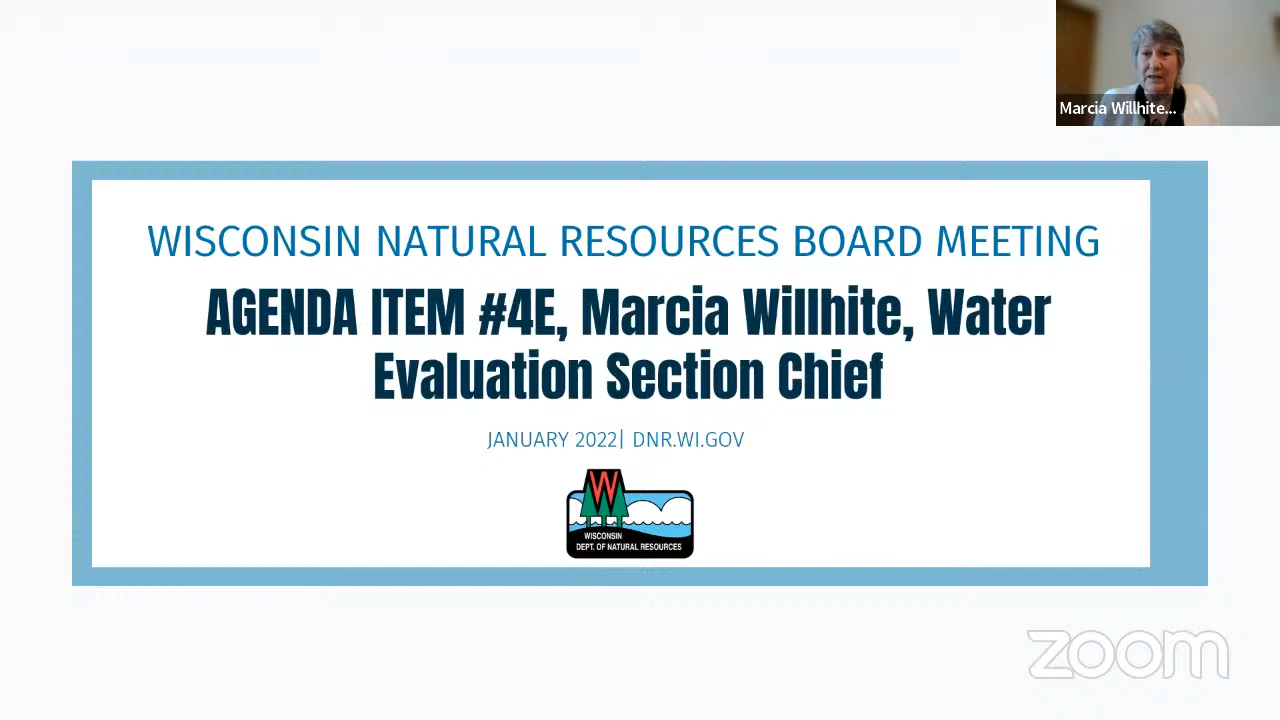 Marcia Willhite...
WISCONSIN NATURAL RESOURCES BOARD MEETING
AGENDA ITEM #4E, Marcia Willhite, Water
Evaluation Section Chief
JANUARY 2022| DNR.WI.GOV
W
WISCONSIN
DEPT. OF NATURAL RESOURCES
zoom